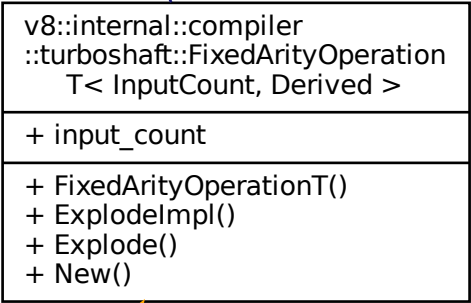 v8::internal::compiler
::turboshaft::FixedArityOperation
T< InputCount, Derived >
+ input_count
+ FixedArityOperationT()
+ ExplodeImpl()
+ Explode()
+ New()